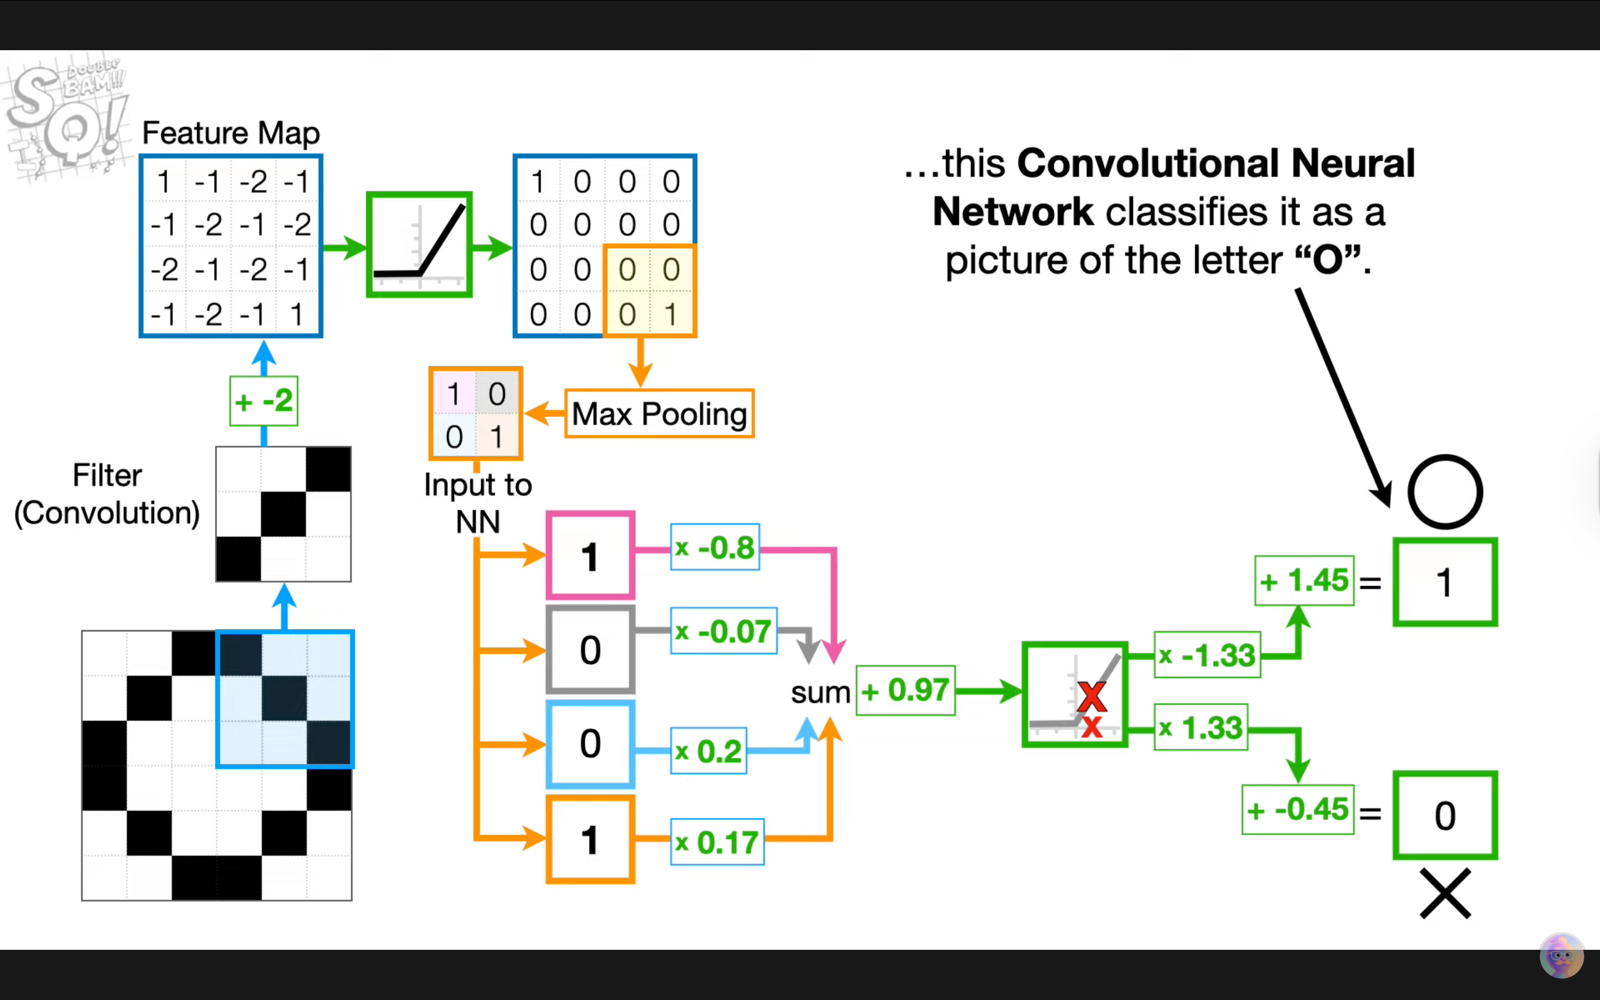 SQ!
DOUBLE
BAM!!!
Feature Map
1 -1 -2 -1
-1 -2 -1 -2
-2 -1 -2 -1
-1 -2 -1 1
1 0 0 0
0 0 0 0
0 0 0 0
0 0 0 1
…this Convolutional Neural
Network classifies it as a
picture of the letter “O”.
+ -2
1 0
0 1
Max Pooling
Filter
(Convolution)
Input to
NN
1
x -0.8
0
x -0.07
0
x 0.2
1
x 0.17
sum
+ 0.97
x -1.33
+ 1.45 =
1
x 1.33
+ -0.45 =
0